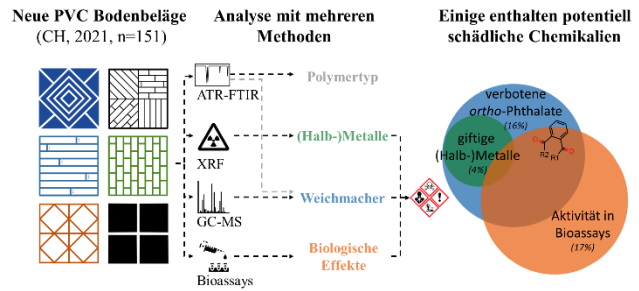 Neue PVC Bodenbeläge
(CH, 2021, n=151)
Analyse mit mehreren
Methoden
Einige enthalten potentiell
schädliche Chemikalien
ATR-FTIR
Polymertyp
XRF
(Halb-)Metalle
GC-MS
Weichmacher
Bioassays
Biologische
Effekte
verbotene
ortho-Phthalate
(16%)
giftige
(Halb-)Metalle
(4%)
R2
R1
O
O
Aktivität in
Bioassays
(17%)